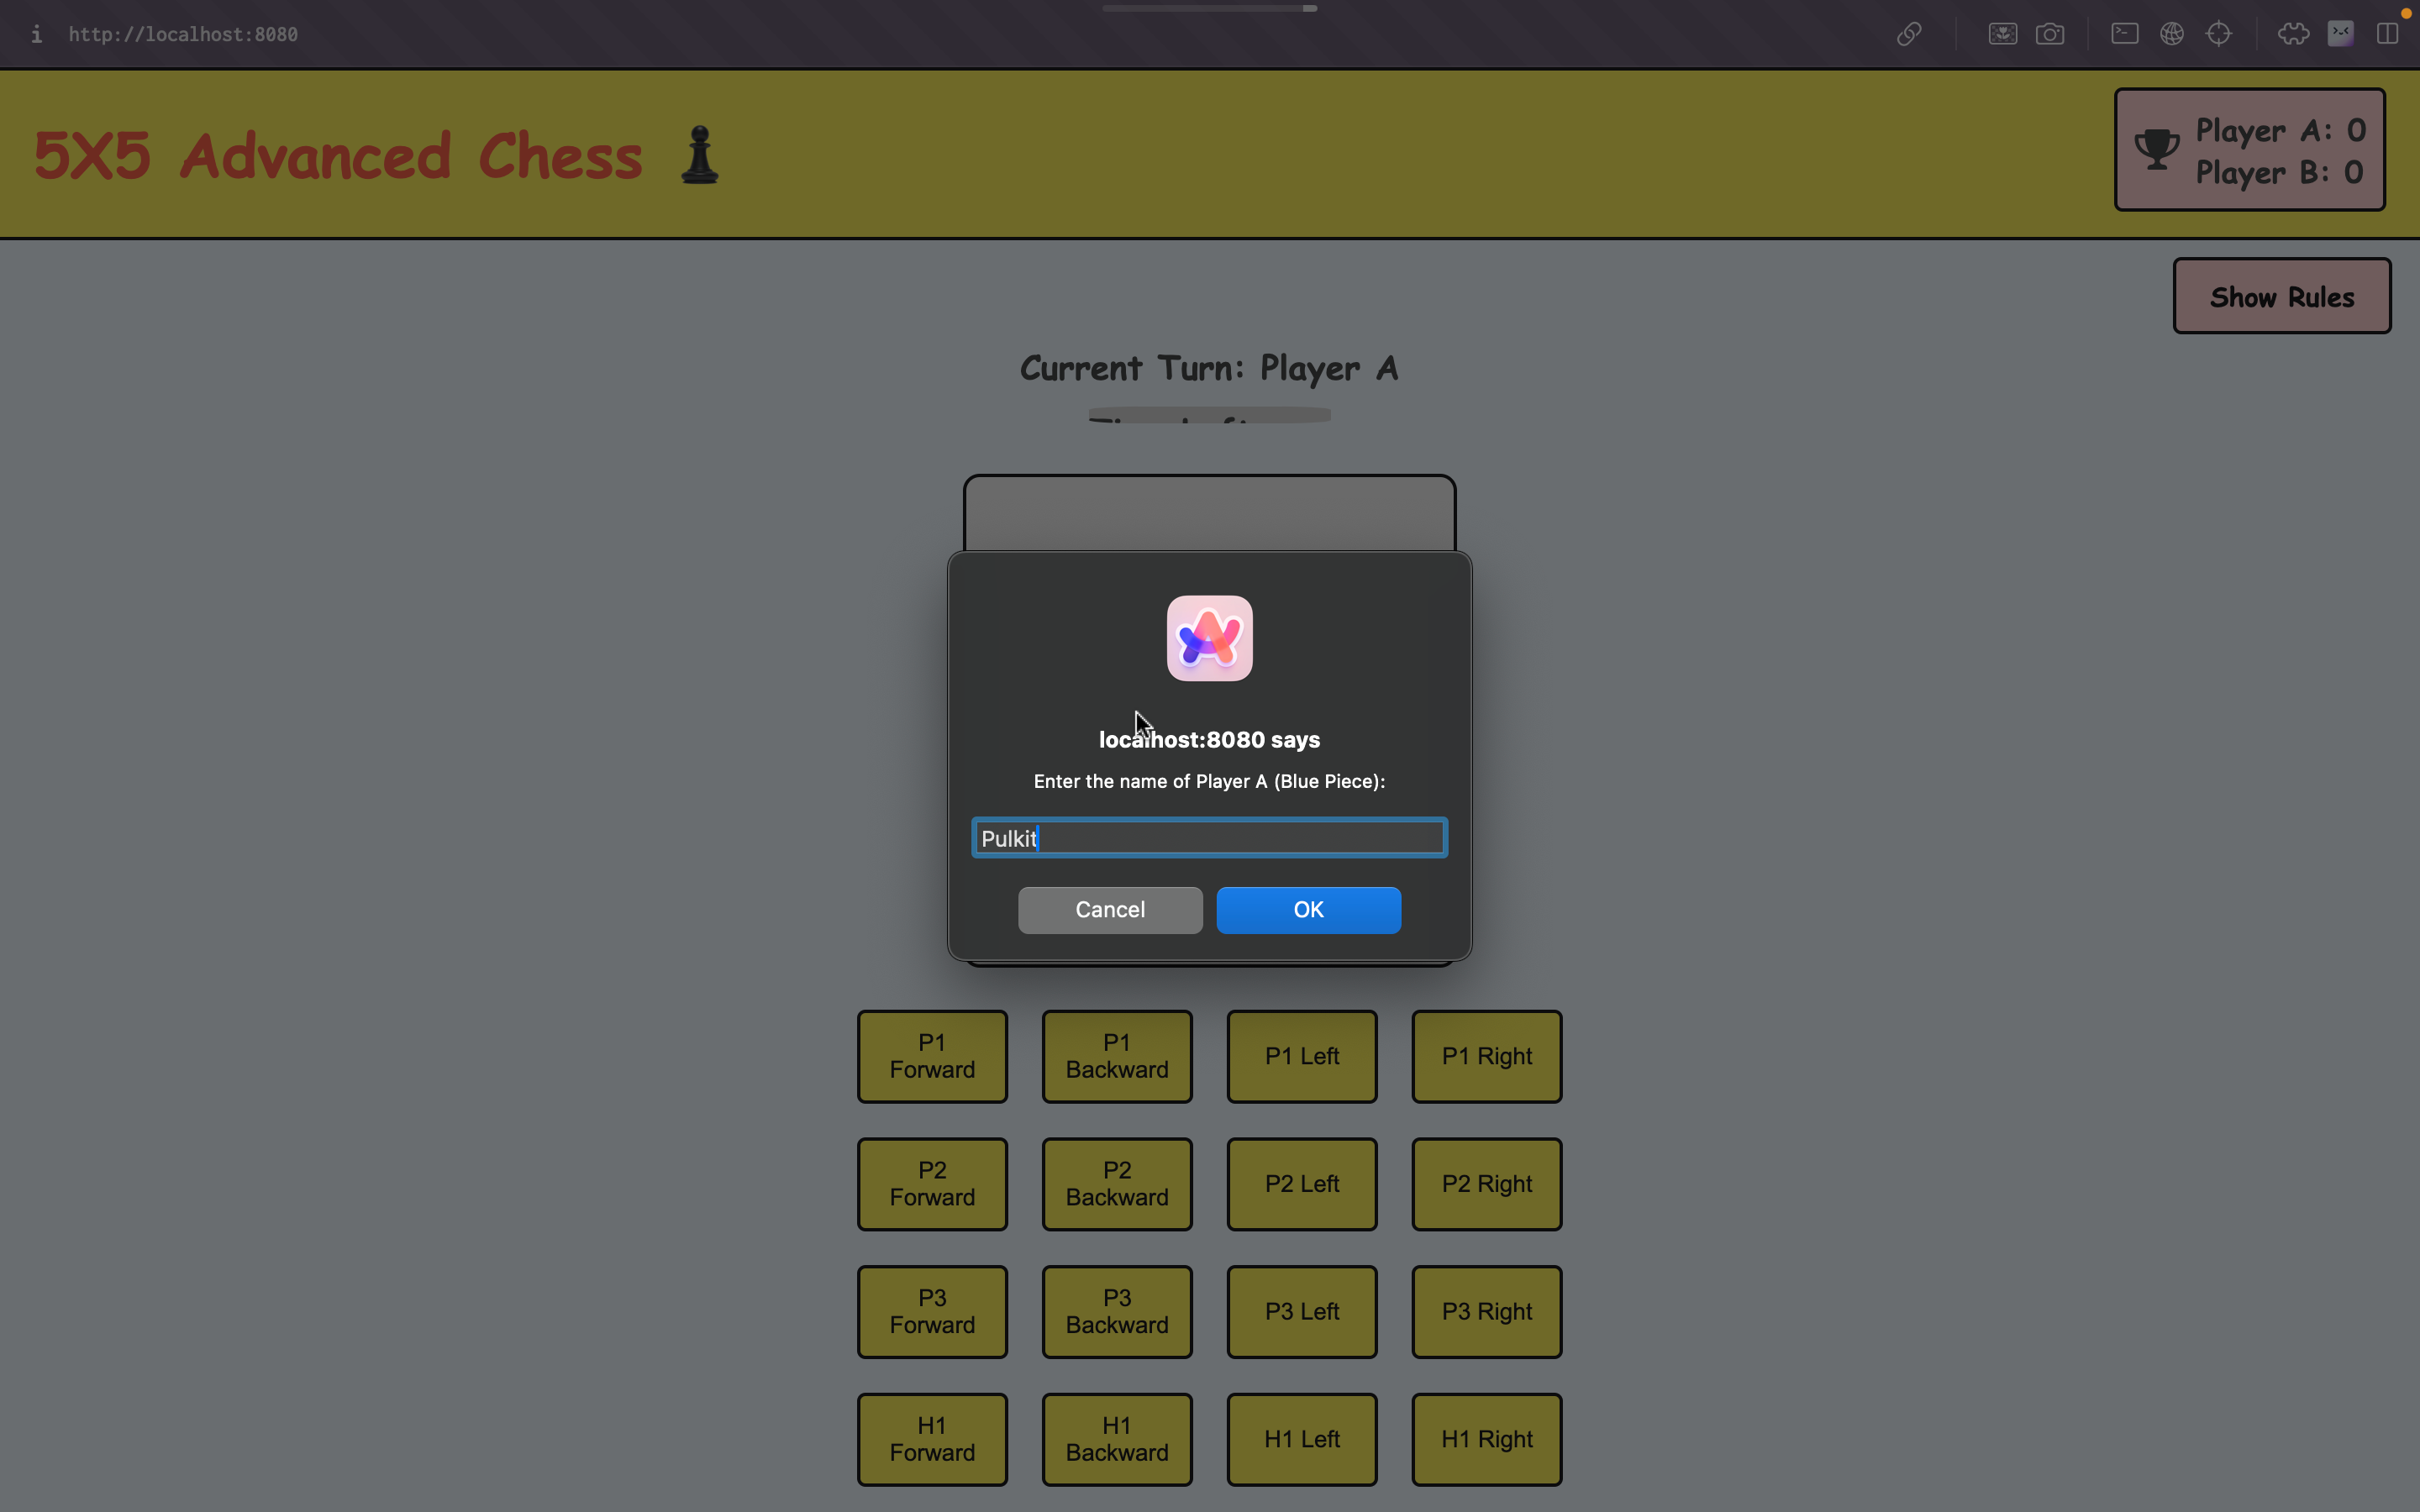 http://localhost:8080
5X5 Advanced Chess
Player A: 0
Player B: 0
Show Rules
Current Turn: Player A
localhost:8080 says
Enter the name of Player A (Blue Piece):
Pulkit
Cancel
OK
P1
Forward
P1
Backward
P1 Left
P1 Right
P2
Forward
P2
Backward
P2 Left
P2 Right
P3
Forward
P3
Backward
P3 Left
P3 Right
H1
Forward
H1
Backward
H1 Left
H1 Right